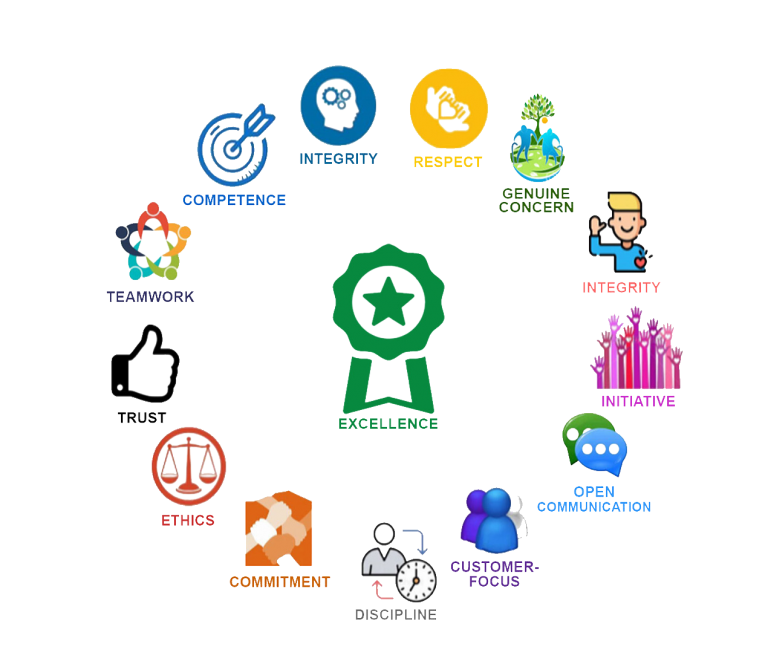 INTEGRITY
RESPECT
COMPETENCE
GENUINE
CONCERN
TEAMWORK
INTEGRITY
TRUST
EXCELLENCE
INITIATIVE
ETHICS
OPEN
COMMUNICATION
COMMITMENT
CUSTOMER-
FOCUS
DISCIPLINE